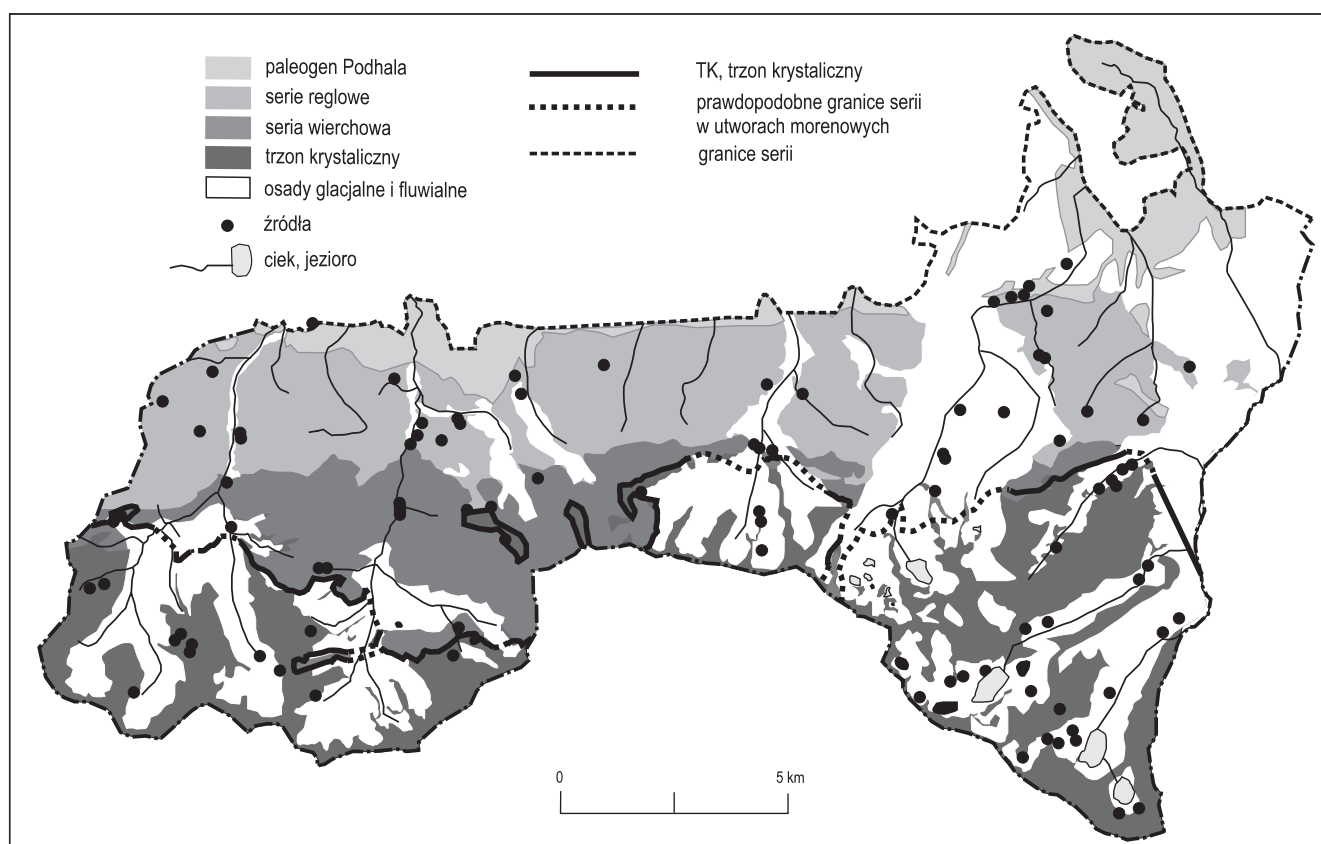 paleogen Podhala
serie reglowe
seria wierchowa
trzon krystaliczny
osady glacjalne i fluwialne
źródła
ciek, jezioro
TK, trzon krystaliczny
prawdopodobne granice serii
w utworach morenowych
granice serii
0 5 km